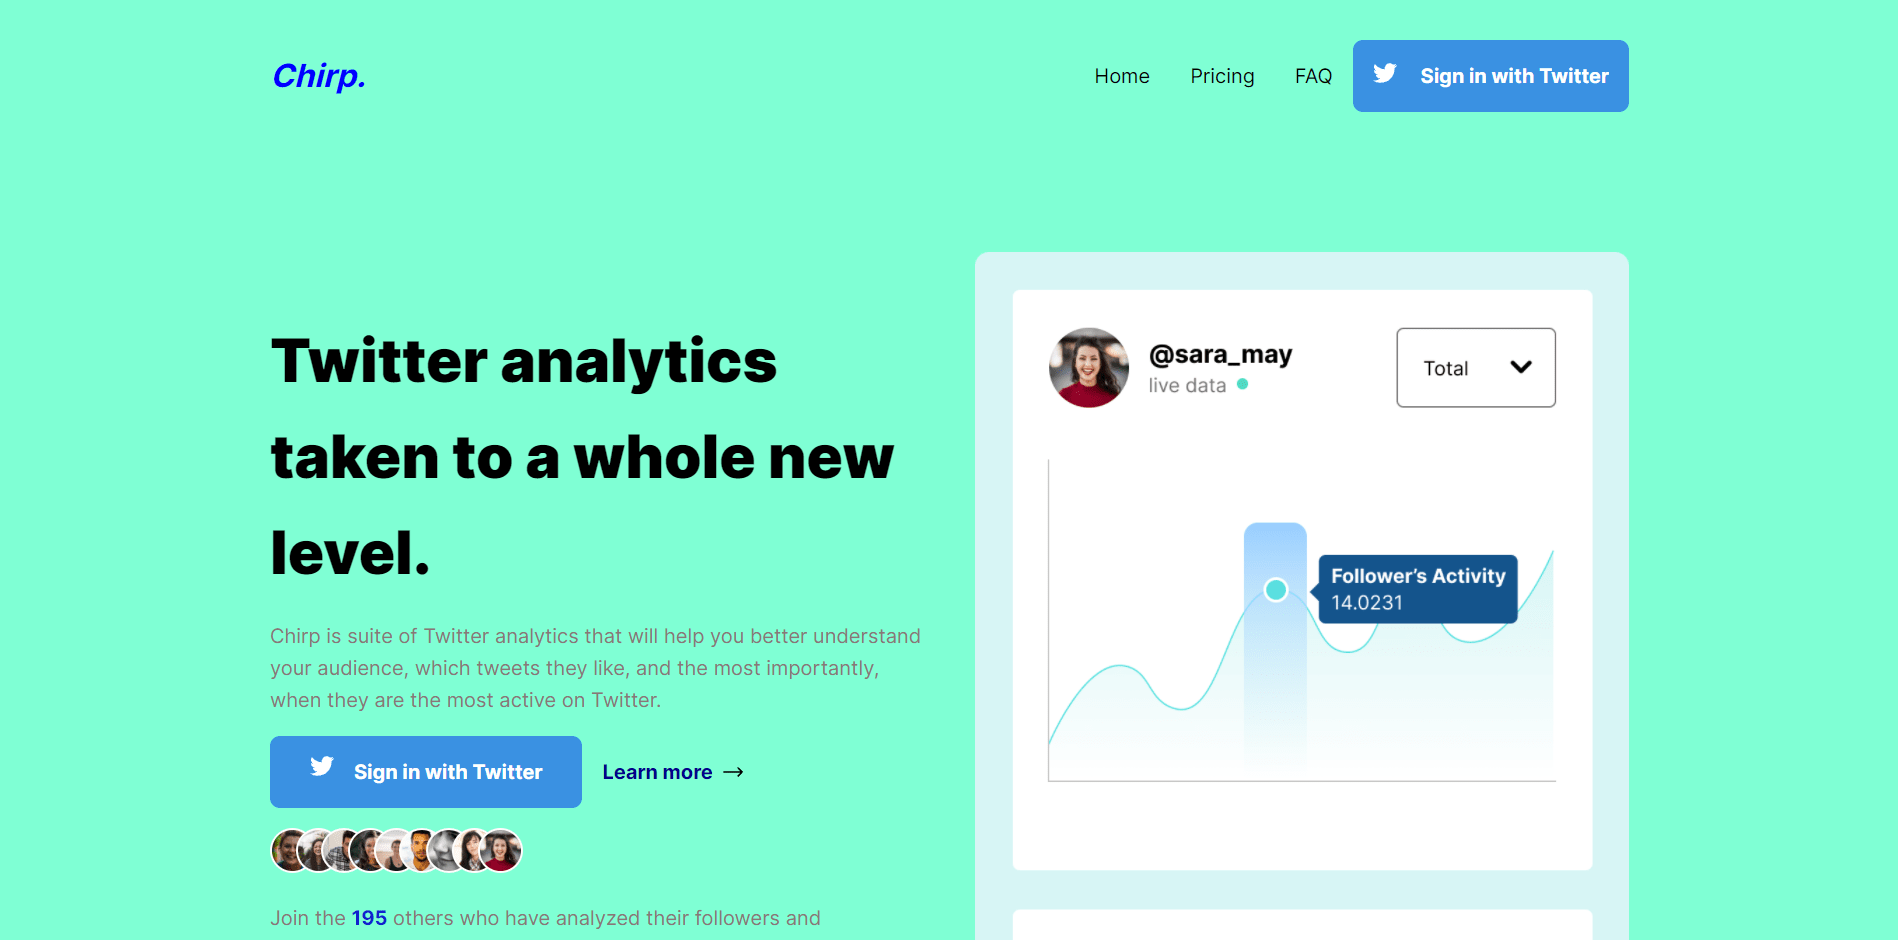 Chirp.
Home
Pricing
FAQ
Sign in with Twitter
Twitter analytics
taken to a whole new
level.
Chirp is suite of Twitter analytics that will help you better understand
your audience, which tweets they like, and the most importantly,
when they are the most active on Twitter.
Sign in with Twitter
Learn more →
Join the 195 others who have analyzed their followers and
@sara_may
live data
Total
Follower’s Activity
14.0231